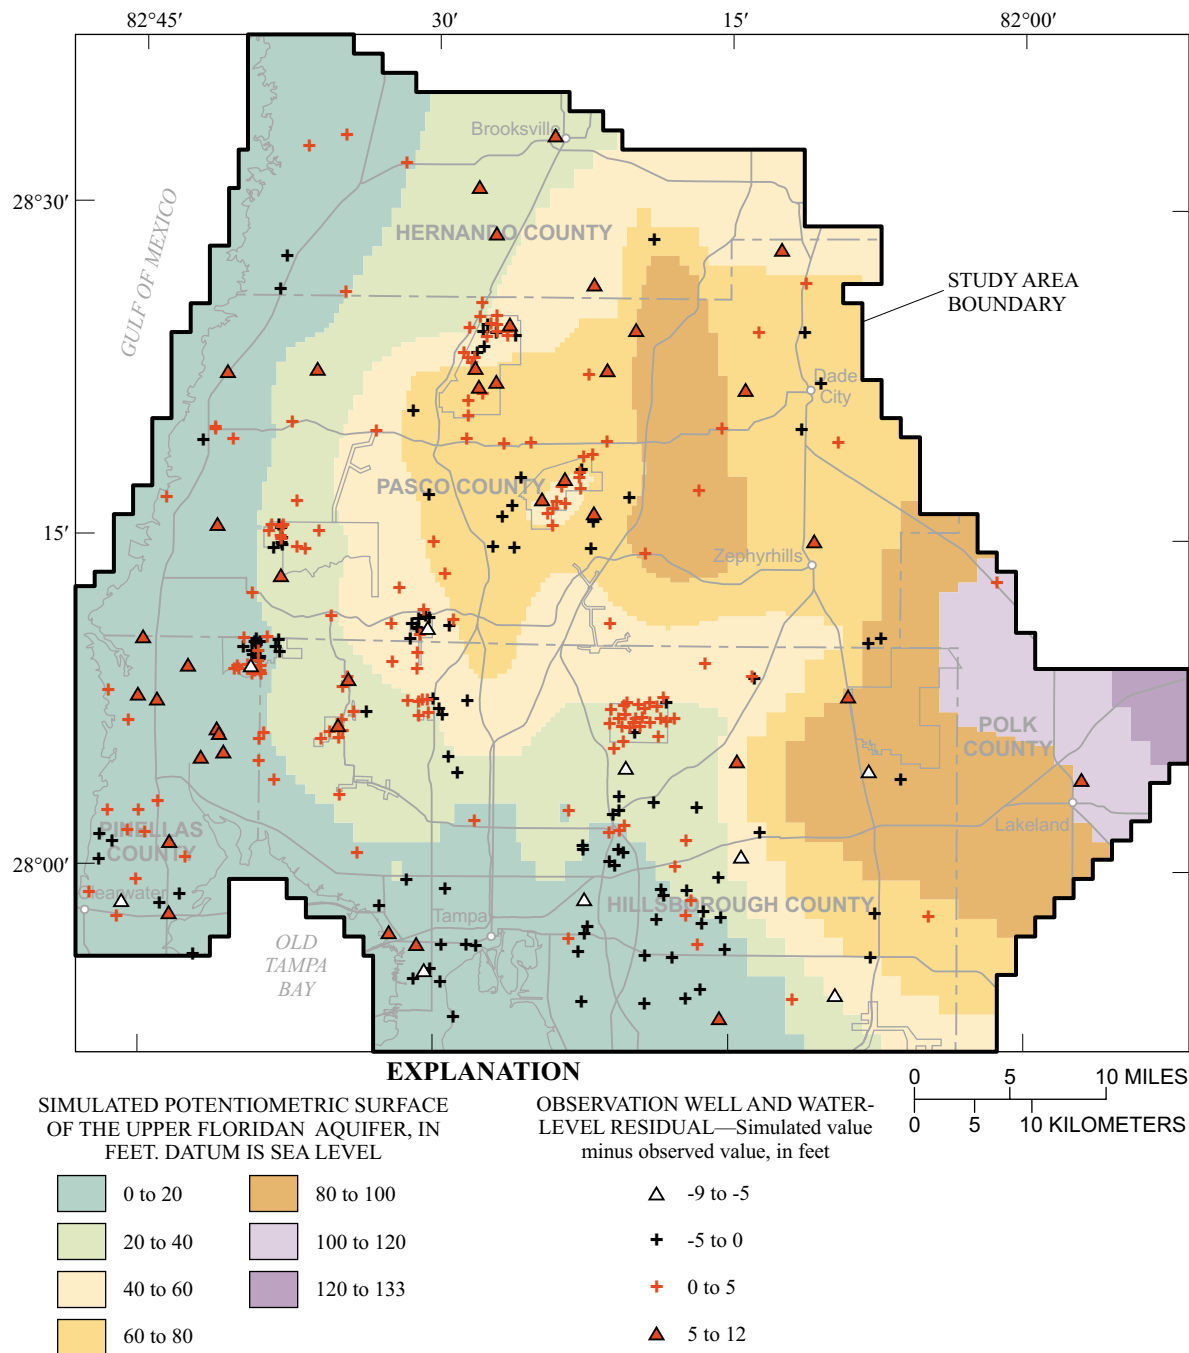 82°45′ 30′ 15′ 82°00′
Brooksville
28°30′
HERNANDO COUNTY
GULF OF MEXICO
STUDY AREA
BOUNDARY
Dade
City
PASCO COUNTY
15′
Zephyrhills
POLK
COUNTY
PINELLAS
COUNTY
Lakeland
28°00′
Clearwater
HILLSBOROUGH COUNTY
Tampa
OLD
TAMPA
BAY
EXPLANATION
0 5 10 MILES
0 5 10 KILOMETERS
SIMULATED POTENTIOMETRIC SURFACE
OF THE UPPER FLORIDAN AQUIFER, IN
FEET. DATUM IS SEA LEVEL
0 to 20
20 to 40
40 to 60
60 to 80
80 to 100
100 to 120
120 to 133
OBSERVATION WELL AND WATER-
LEVEL RESIDUAL—Simulated value
minus observed value, in feet
-9 to -5
-5 to 0
0 to 5
5 to 12